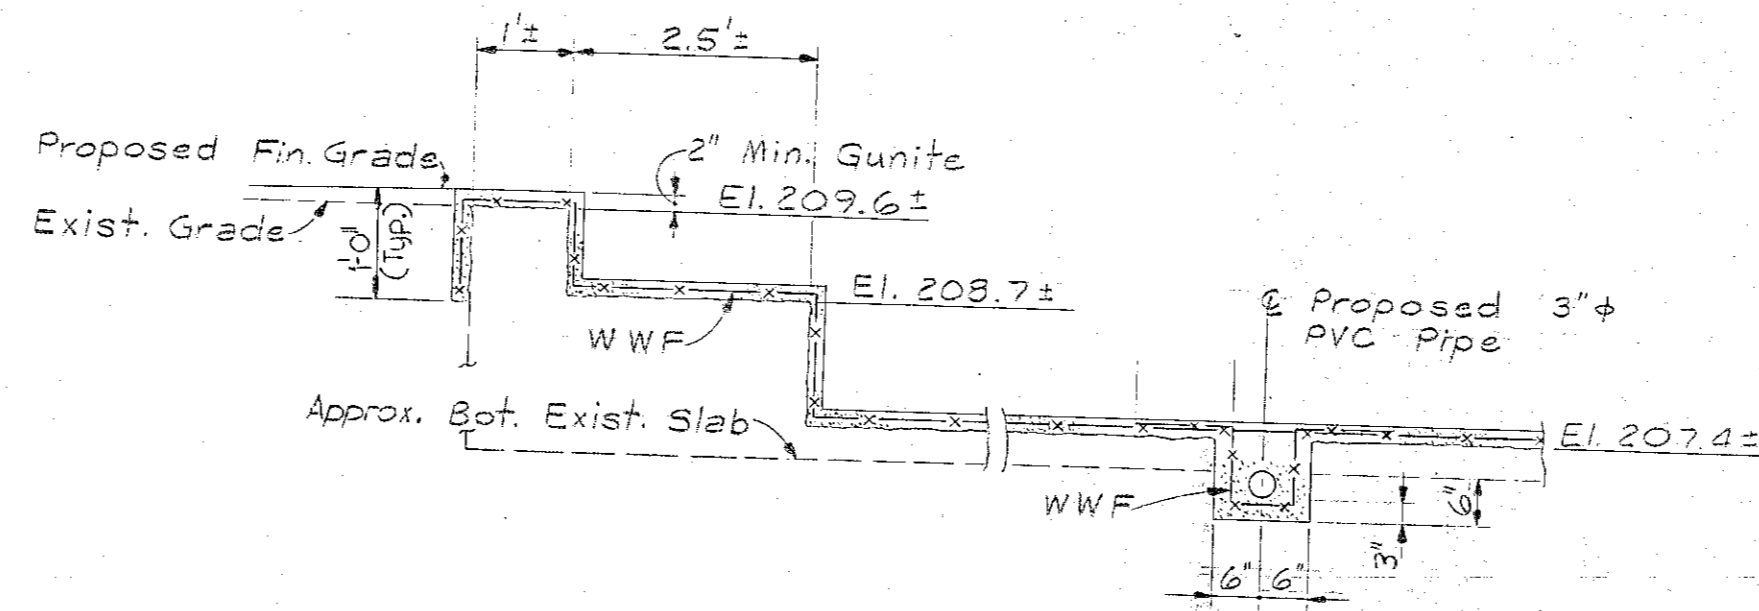 1'± 2.5'±
Proposed Fin. Grade
2" Min. Gunite
El. 209.6±
Exist. Grade
1'-0"
(Typ.)
El. 208.7±
WWF
℄ Proposed 3"ϕ
PVC Pipe
Approx. Bot. Exist. Slab
El. 207.4±
WWF
6"
3"
6" 6"